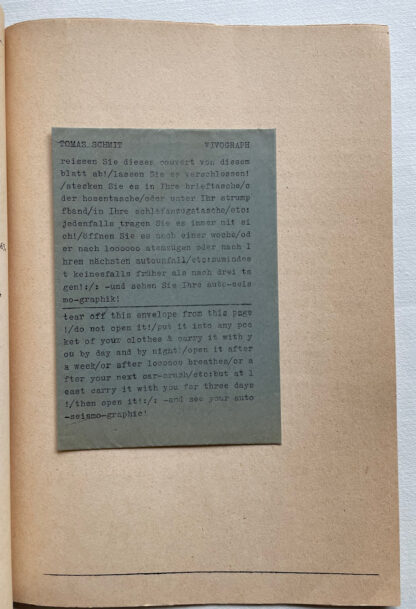 TOMAS SCHMIT VIVOGRAPH
reissen Sie dieses couvert von diesem
blatt ab!/lassen Sie es verschlossen!
/stecken Sie es in Ihre brieftasche/o
der hosentasche/oder unter Ihr strump
fband/in Ihre schlafanzugstasche/etc:
jedenfalls tragen Sie es immer mit si
ch!/öffnen Sie es nach einer woche/od
er nach 1oooooo atemzügen oder nach I
hrem nächsten autounfall/etc:zumindes
t keinesfalls früher als nach drei ta
gen!:/: -und sehen Sie Ihre auto-seis
mo-graphik!
tear off this envelope from this page
!/do not open it!/put it into any poc
ket of your clothes & carry it with y
ou by day and by night!/open it after
a week/or after 1oooooo breathes/or a
fter your next car-crash/etc:but at l
east carry it with you for three days
!/then open it!:/: -and see your auto
-seismo-graphic!